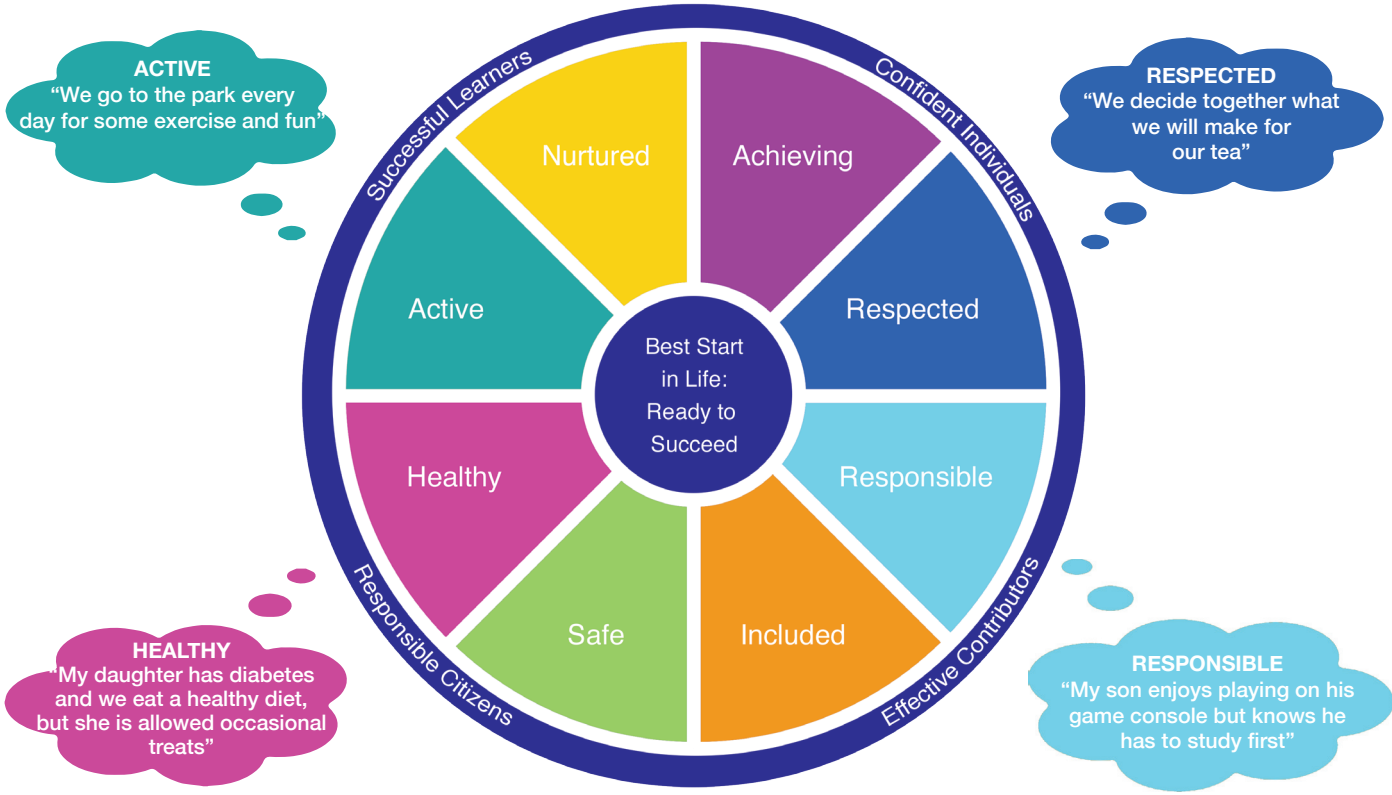 ACTIVE
“We go to the park every
day for some exercise and fun”
RESPECTED
“We decide together what
we will make for
our tea”
Successful Learners
Confident Individuals
Nurtured
Achieving
Active
Respected
Best Start
in Life:
Ready to
Succeed
Healthy
Responsible
Safe
Included
Responsible Citizens
Effective Contributors
HEALTHY
“My daughter has diabetes
and we eat a healthy diet,
but she is allowed occasional
treats”
RESPONSIBLE
“My son enjoys playing on his
game console but knows he
has to study first”